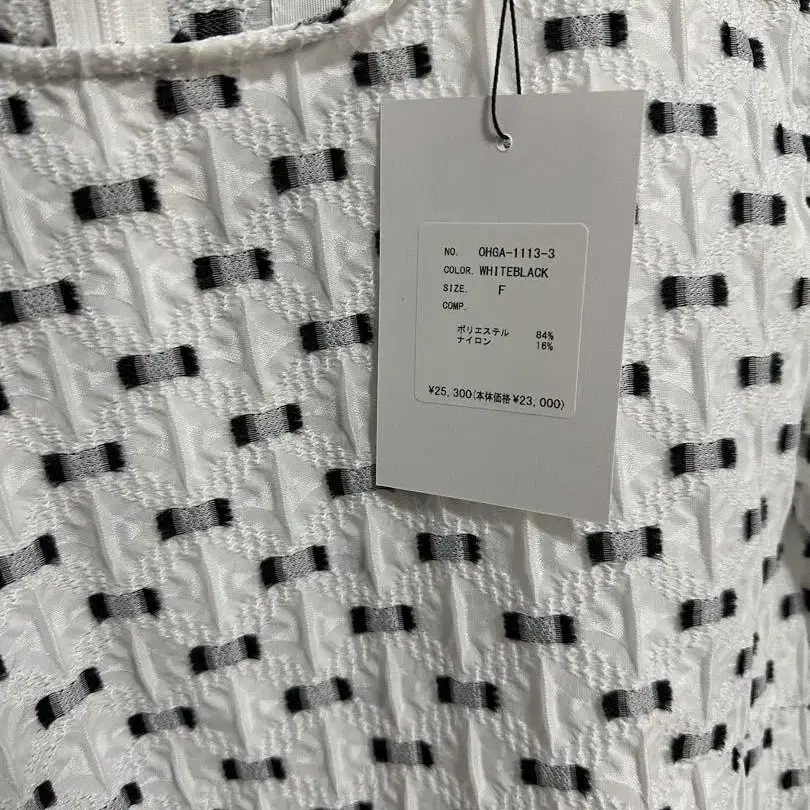 NO. OHGA-1113-3
COLOR. WHITEBLACK
SIZE. F
COMP.
ポリエステル 84%
ナイロン 16%
¥25,300(本体価格¥23,000)